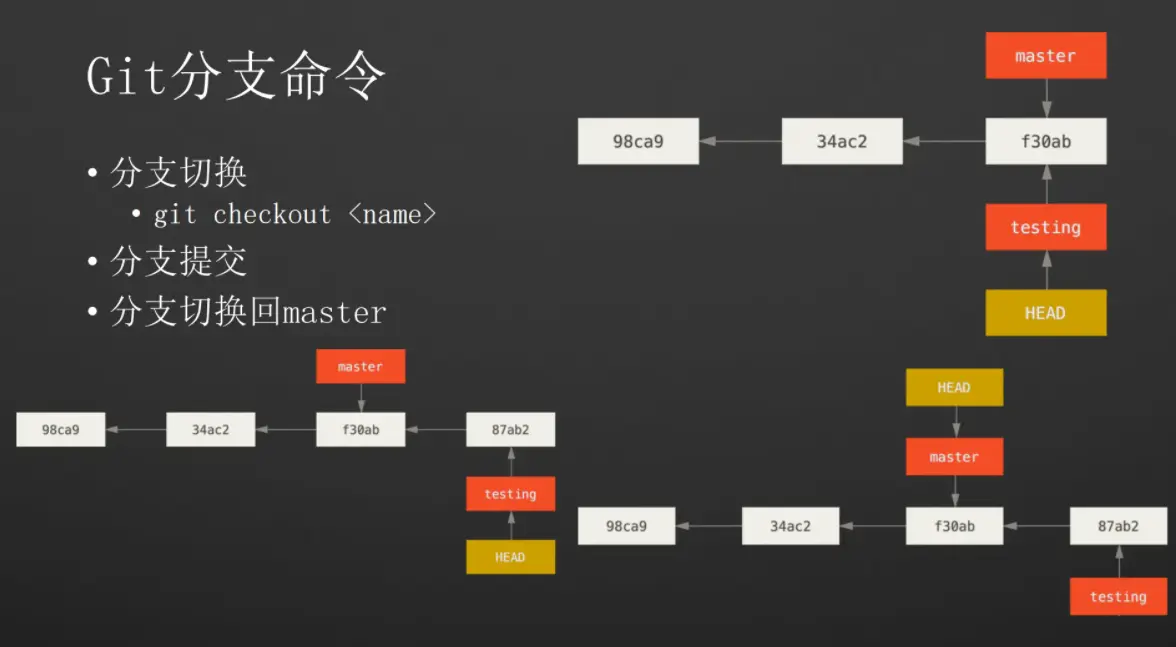 Git分支命令
• 分支切换
• git checkout <name>
• 分支提交
• 分支切换回master
master
98ca9 34ac2 f30ab
testing
HEAD
master
98ca9 34ac2 f30ab 87ab2
testing
HEAD
HEAD
master
98ca9 34ac2 f30ab 87ab2
testing